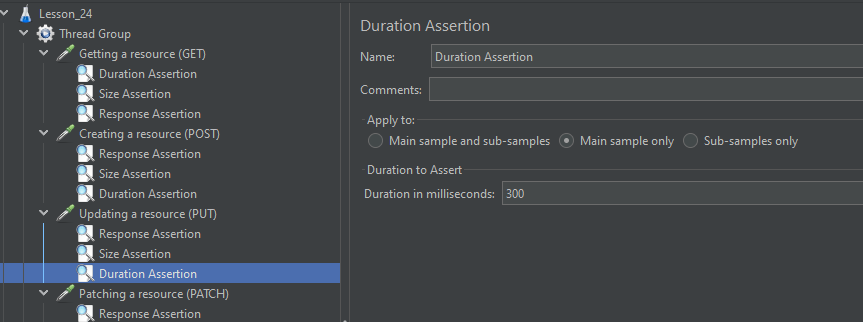 Lesson_24
Thread Group
Getting a resource (GET)
Duration Assertion
Size Assertion
Response Assertion
Creating a resource (POST)
Response Assertion
Size Assertion
Duration Assertion
Updating a resource (PUT)
Response Assertion
Size Assertion
Duration Assertion
Patching a resource (PATCH)
Response Assertion
Duration Assertion
Name: Duration Assertion
Comments:
Apply to:
Main sample and sub-samples Main sample only Sub-samples only
Duration to Assert
Duration in milliseconds: 300